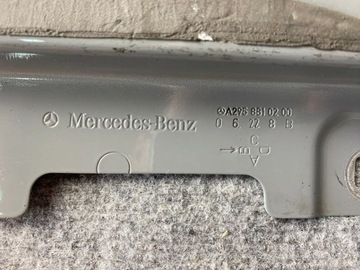 Mercedes-Benz
A295 881 02 00
0 6 22 8 B
C
D B
A